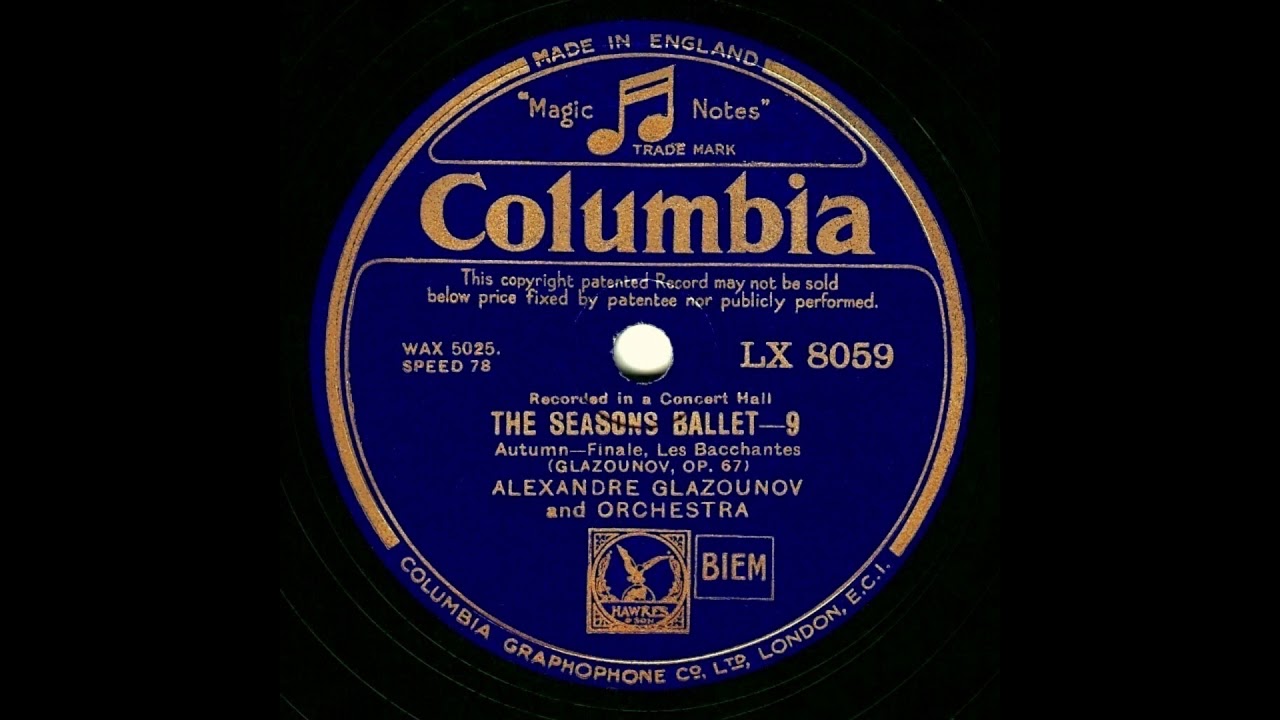 MADE IN ENGLAND
"Magic Notes"
TRADE MARK
Columbia
This copyright patented Record may not be sold
below price fixed by patentee nor publicly performed.
WAX 5025.
SPEED 78
LX 8059
Recorded in a Concert Hall
THE SEASONS BALLET—9
Autumn—Finale, Les Bacchantes
(GLAZOUNOV, OP. 67)
ALEXANDRE GLAZOUNOV
and ORCHESTRA
HAWKES
& SON
BIEM
COLUMBIA GRAPHOPHONE CO. LTD, LONDON, E.C.1.